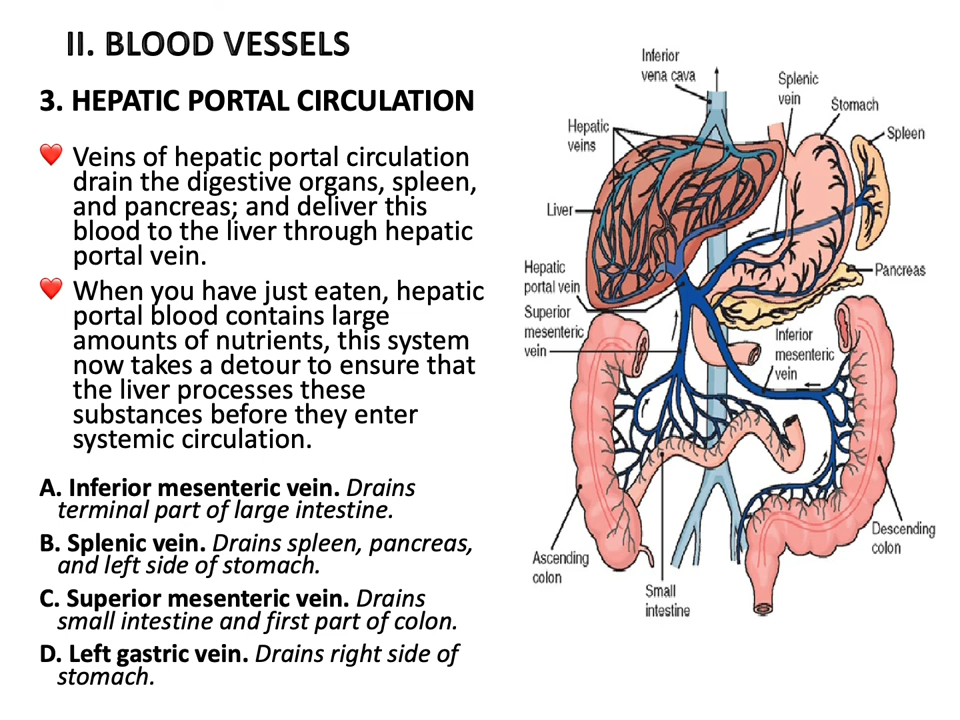 II. BLOOD VESSELS
3. HEPATIC PORTAL CIRCULATION
Veins of hepatic portal circulation
drain the digestive organs, spleen,
and pancreas; and deliver this
blood to the liver through hepatic
portal vein.
When you have just eaten, hepatic
portal blood contains large
amounts of nutrients, this system
now takes a detour to ensure that
the liver processes these
substances before they enter
systemic circulation.
A. Inferior mesenteric vein. Drains
terminal part of large intestine.
B. Splenic vein. Drains spleen, pancreas,
and left side of stomach.
C. Superior mesenteric vein. Drains
small intestine and first part of colon.
D. Left gastric vein. Drains right side of
stomach.
Inferior
vena cava
Splenic
vein
Stomach
Spleen
Hepatic
veins
Liver
Pancreas
Hepatic
portal vein
Superior
mesenteric
vein
Inferior
mesenteric
vein
Ascending
colon
Small
intestine
Descending
colon